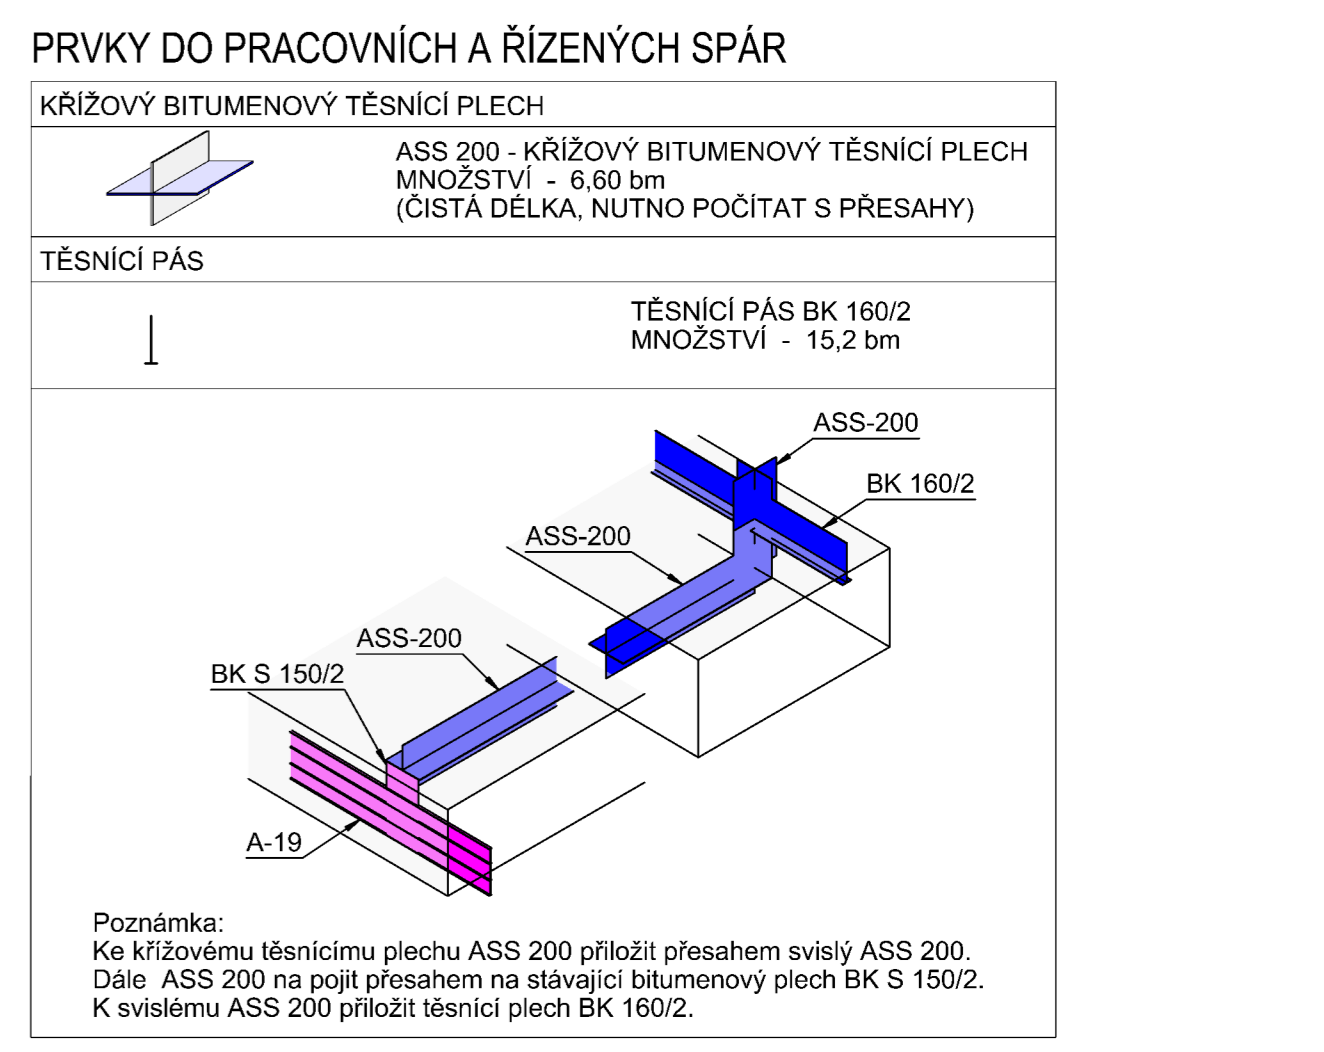 PRVKY DO PRACOVNÍCH A ŘÍZENÝCH SPÁR
KŘÍŽOVÝ BITUMENOVÝ TĚSNÍCÍ PLECH
ASS 200 - KŘÍŽOVÝ BITUMENOVÝ TĚSNÍCÍ PLECH
MNOŽSTVÍ - 6,60 bm
(ČISTÁ DÉLKA, NUTNO POČÍTAT S PŘESAHY)
TĚSNÍCÍ PÁS
TĚSNÍCÍ PÁS BK 160/2
MNOŽSTVÍ - 15,2 bm
ASS-200
BK 160/2
ASS-200
ASS-200
BK S 150/2
A-19
Poznámka:
Ke křížovému těsnícímu plechu ASS 200 přiložit přesahem svislý ASS 200.
Dále ASS 200 na pojit přesahem na stávající bitumenový plech BK S 150/2.
K svislému ASS 200 přiložit těsnící plech BK 160/2.